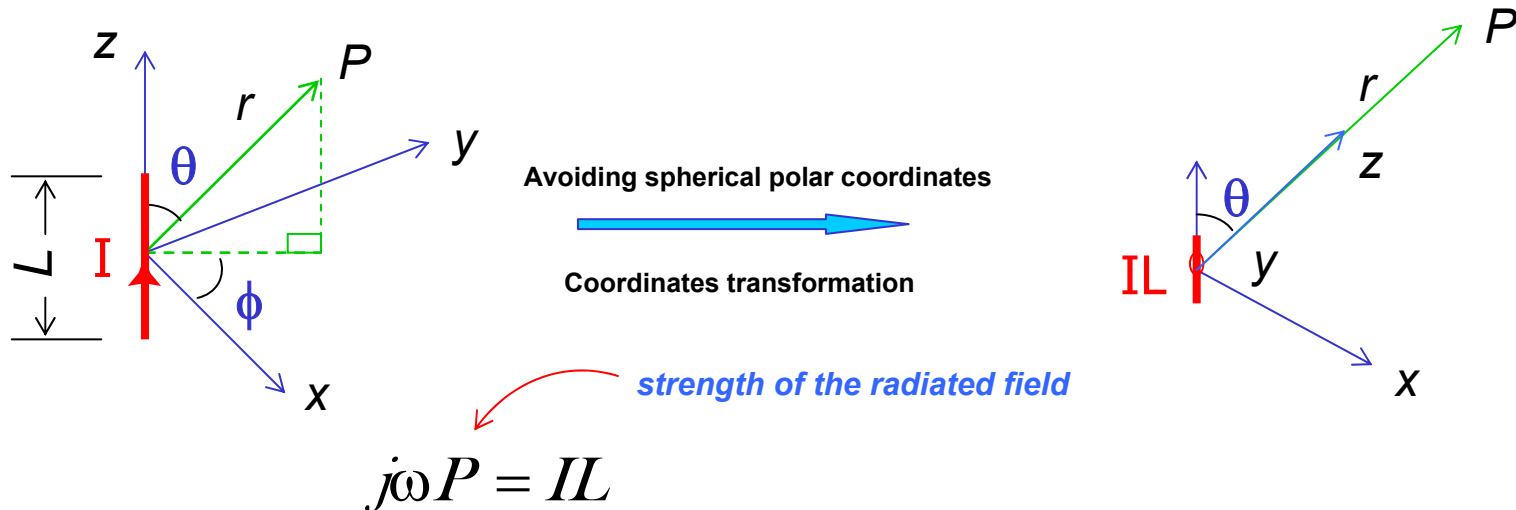 z
P
r
y
θ
L
I
ϕ
x
Avoiding spherical polar coordinates
Coordinates transformation
P
r
z
θ
y
IL
x
strength of the radiated field
jωP = IL